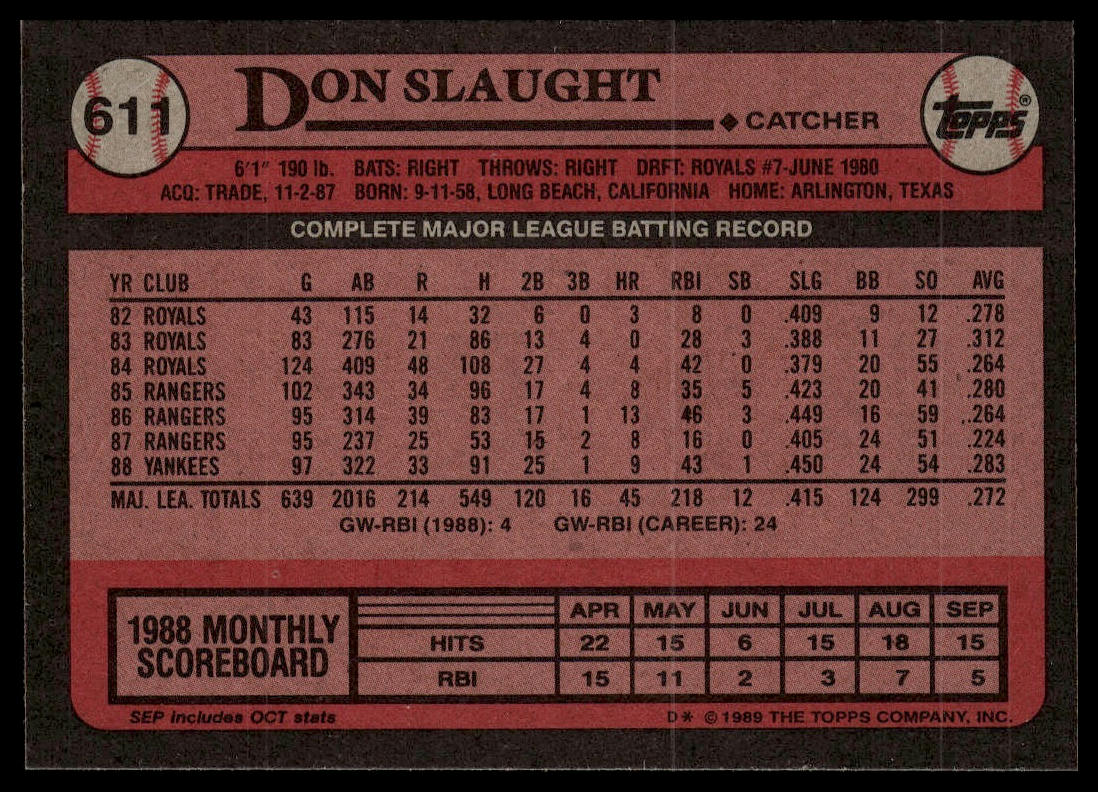 611
DON SLAUGHT
◆ CATCHER
TOPPS®
6'1" 190 lb. BATS: RIGHT THROWS: RIGHT DRFT: ROYALS #7-JUNE 1980
ACQ: TRADE, 11-2-87 BORN: 9-11-58, LONG BEACH, CALIFORNIA HOME: ARLINGTON, TEXAS
COMPLETE MAJOR LEAGUE BATTING RECORD
YR CLUB G AB R H 2B 3B HR RBI SB SLG BB SO AVG
82 ROYALS 43 115 14 32 6 0 3 8 0 .409 9 12 .278
83 ROYALS 83 276 21 86 13 4 0 28 3 .388 11 27 .312
84 ROYALS 124 409 48 108 27 4 4 42 0 .379 20 55 .264
85 RANGERS 102 343 34 96 17 4 8 35 5 .423 20 41 .280
86 RANGERS 95 314 39 83 17 1 13 46 3 .449 16 59 .264
87 RANGERS 95 237 25 53 15 2 8 16 0 .405 24 51 .224
88 YANKEES 97 322 33 91 25 1 9 43 1 .450 24 54 .283
MAJ. LEA. TOTALS 639 2016 214 549 120 16 45 218 12 .415 124 299 .272
GW-RBI (1988): 4 GW-RBI (CAREER): 24
1988 MONTHLY
SCOREBOARD
APR MAY JUN JUL AUG SEP
HITS 22 15 6 15 18 15
RBI 15 11 2 3 7 5
SEP includes OCT stats
D* © 1989 THE TOPPS COMPANY, INC.